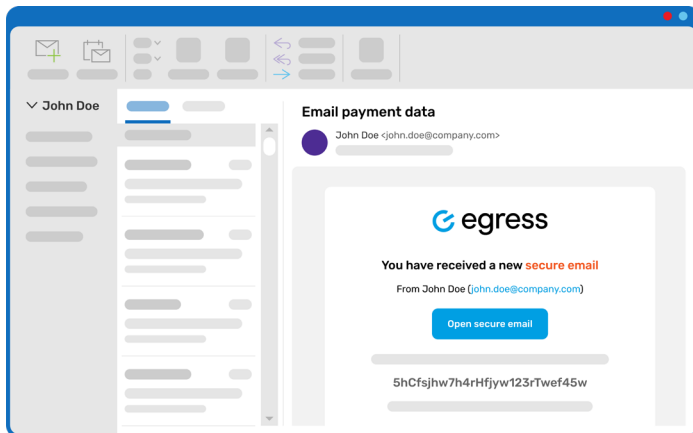 John Doe
Email payment data
John Doe <john.doe@company.com>
egress
You have received a new secure email
From John Doe (john.doe@company.com)
Open secure email
5hCfsjhw7h4rHfjyw123rTwef45w